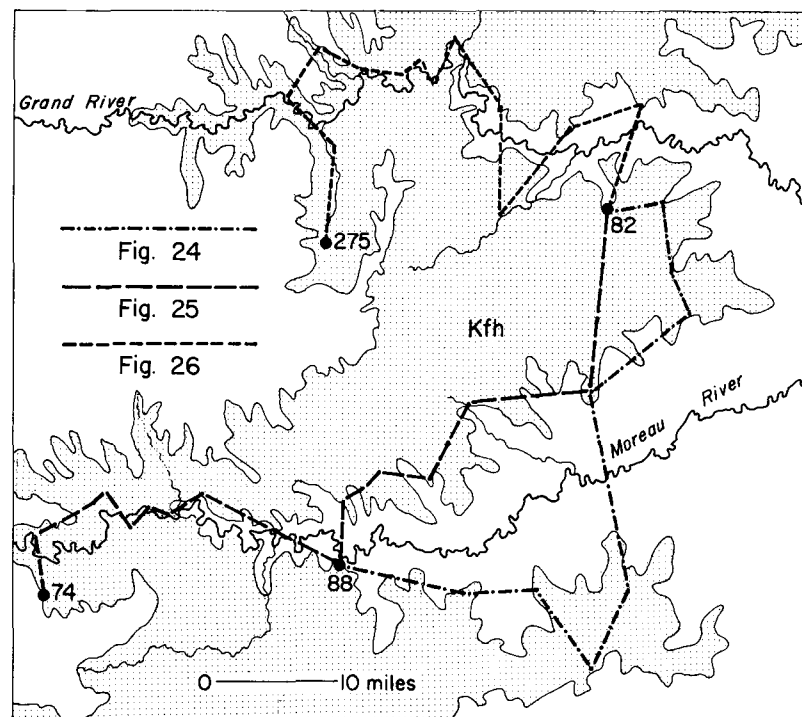 Grand River
Fig. 24
Fig. 25
Fig. 26
275
82
Kfh
Moreau River
74
88
0 10 miles